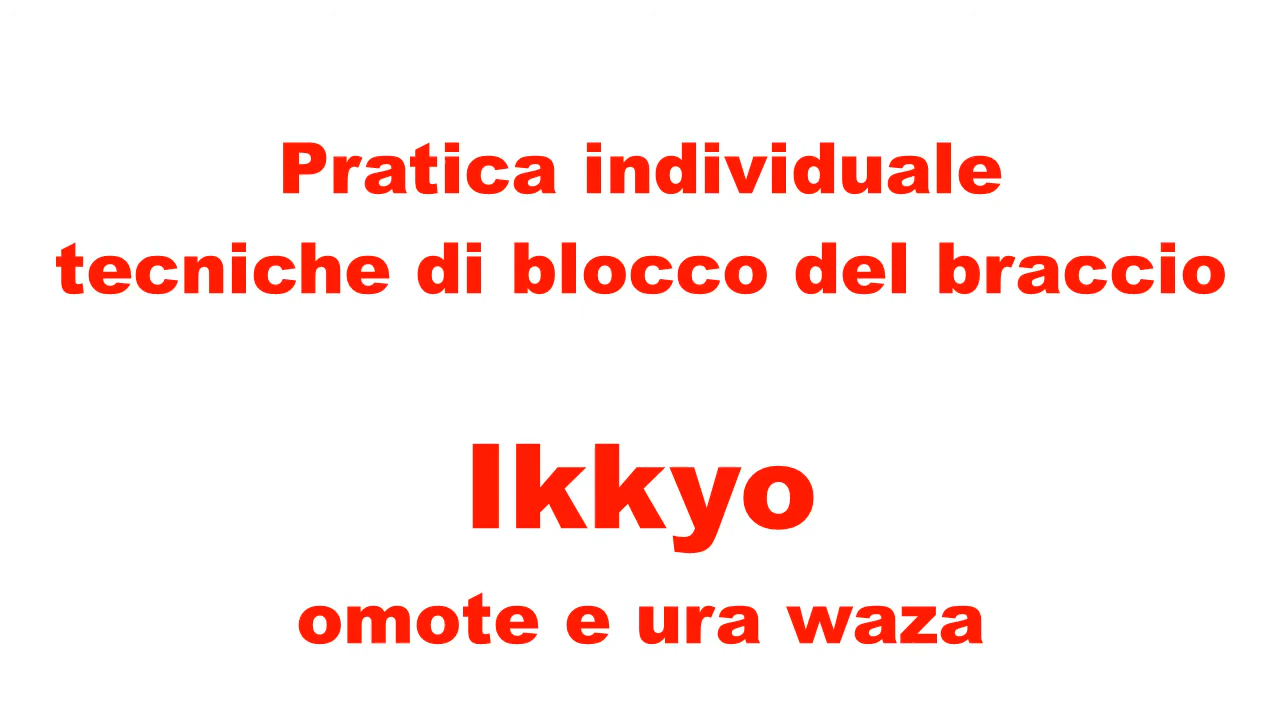 Pratica individuale
tecniche di blocco del braccio
Ikkyo
omote e ura waza